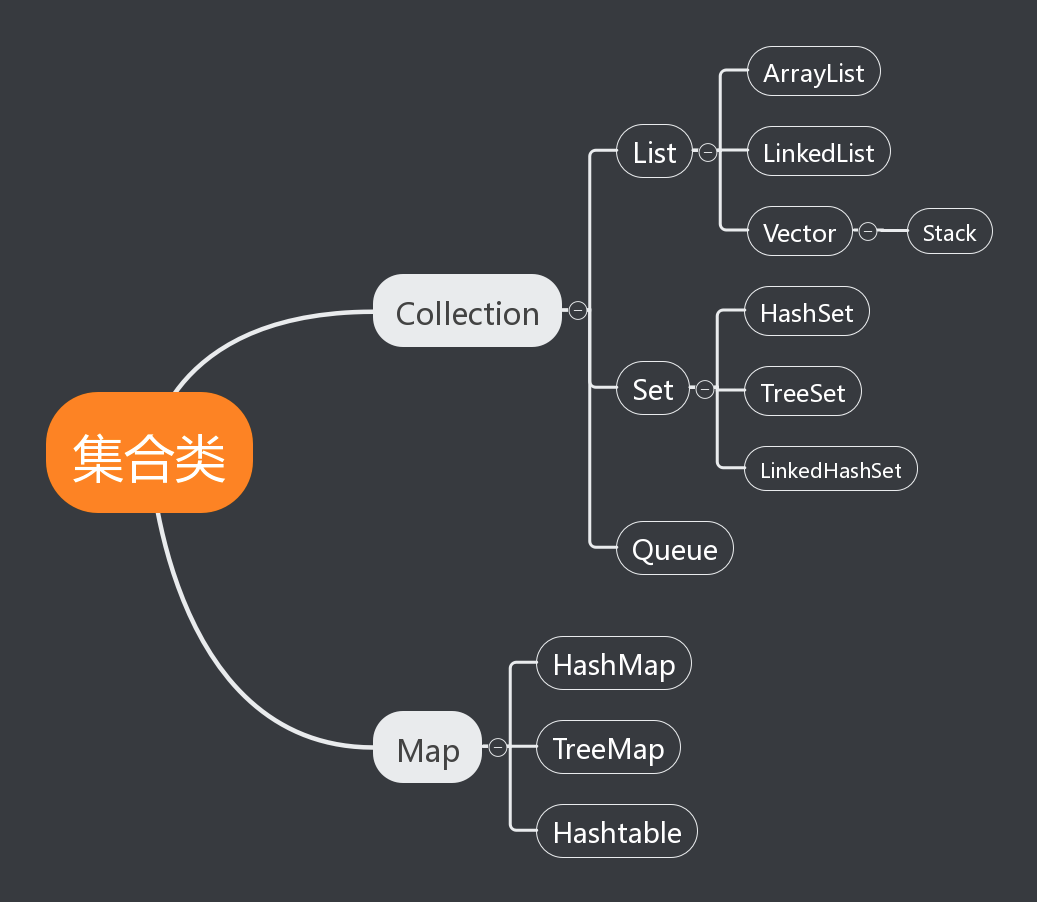 集合类
Collection
List
ArrayList
LinkedList
Vector
Stack
Set
HashSet
TreeSet
LinkedHashSet
Queue
Map
HashMap
TreeMap
Hashtable